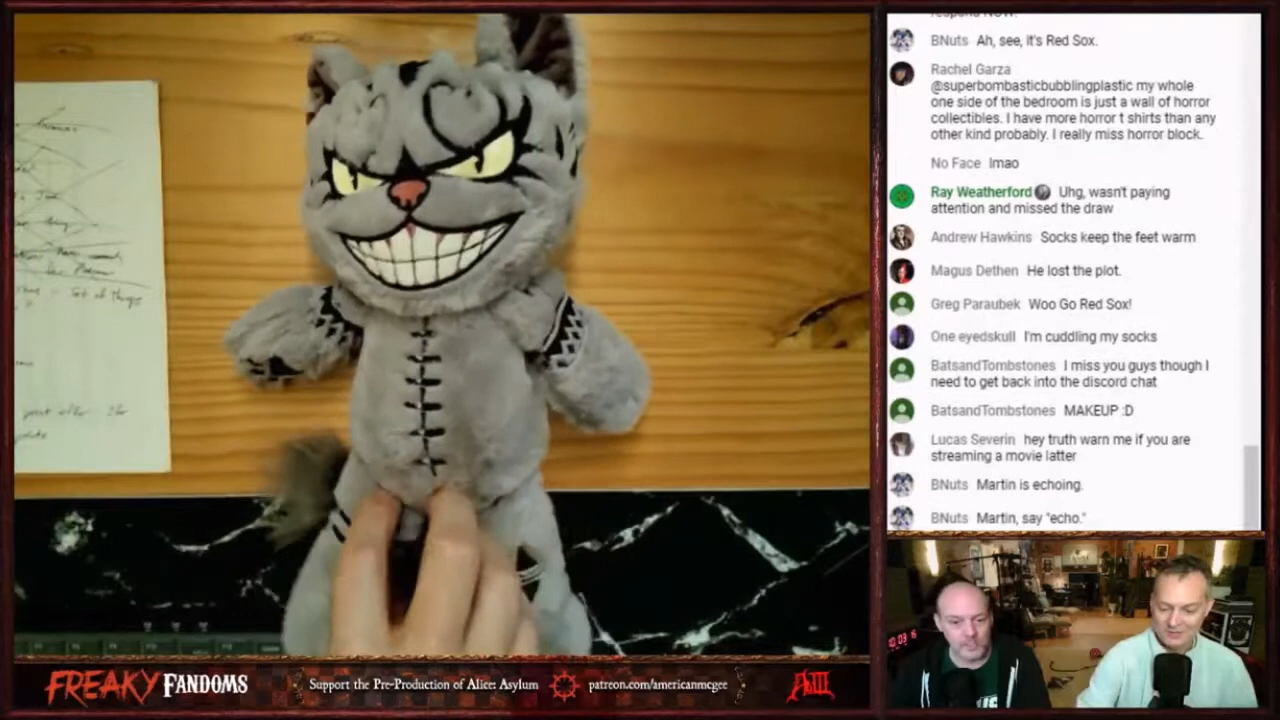 BNuts Ah, see, it's Red Sox.
Rachel Garza
@superbombasticbubblingplastic my whole
one side of the bedroom is just a wall of horror
collectibles. I have more horror t shirts than any
other kind probably. I really miss horror block.
No Face lmao
Ray Weatherford Uhg, wasn't paying
attention and missed the draw
Andrew Hawkins Socks keep the feet warm
Magus Dethen He lost the plot.
Greg Paraubek Woo Go Red Sox!
One eyedskull I'm cuddling my socks
BatsandTombstones I miss you guys though I
need to get back into the discord chat
BatsandTombstones MAKEUP :D
Lucas Severin hey truth warn me if you are
streaming a movie latter
BNuts Martin is echoing.
BNuts Martin, say "echo."
FREAKY FANDOMS
Support the Pre-Production of Alice: Asylum
patreon.com/americanmcgee